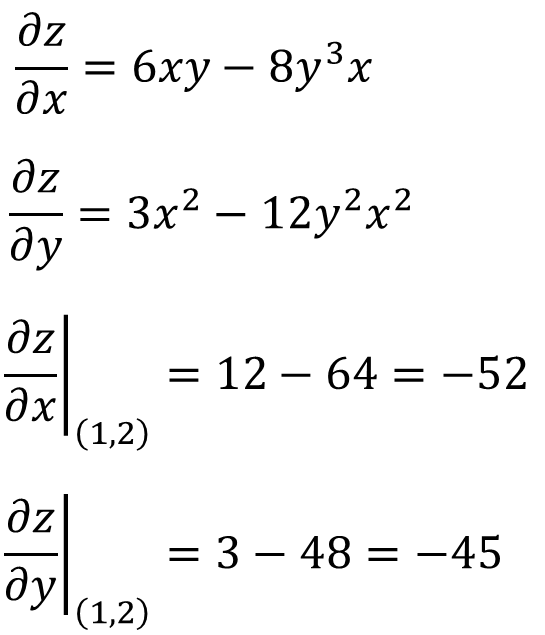 ∂z/∂x = 6xy − 8y³x
∂z/∂y = 3x² − 12y²x²
∂z/∂x|₍₁,₂₎ = 12 − 64 = −52
∂z/∂y|₍₁,₂₎ = 3 − 48 = −45